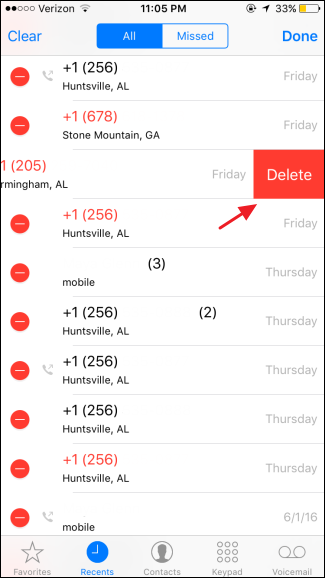 Verizon 11:05 PM 33%
Clear All Missed Done
+1 (256) Friday
Huntsville, AL
+1 (678) Friday
Stone Mountain, GA
1 (205) Friday Delete
rmingham, AL
+1 (256) Friday
Huntsville, AL
(3) Thursday
mobile
+1 (256) (2) Thursday
Huntsville, AL
+1 (256) Thursday
Huntsville, AL
+1 (256) Thursday
Huntsville, AL
+1 (256) Thursday
Huntsville, AL
6/1/16
mobile
Favorites Recents Contacts Keypad Voicemail